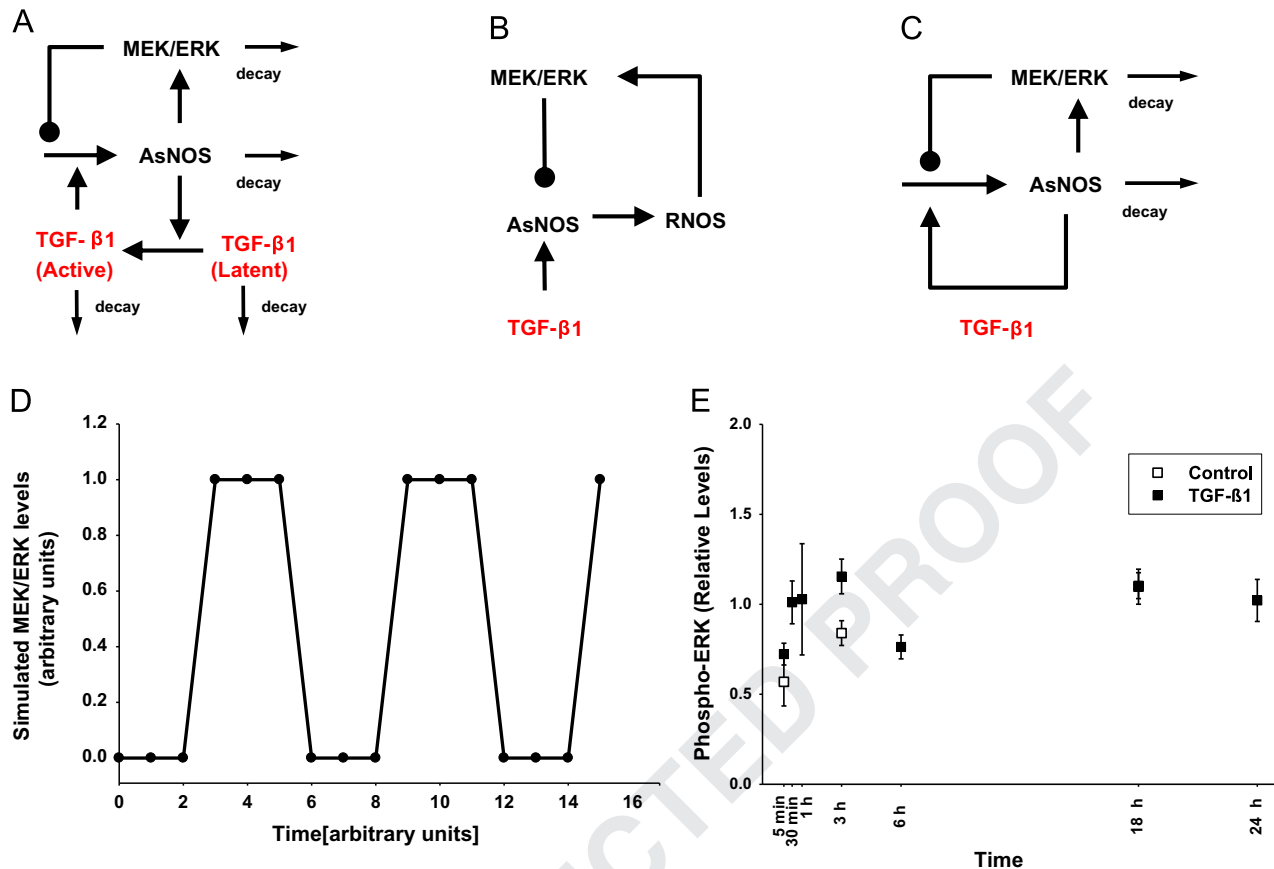 A
MEK/ERK
decay
AsNOS
decay
TGF- β1
(Active)
TGF-β1
(Latent)
decay
decay
B
MEK/ERK
AsNOS
RNOS
TGF-β1
C
MEK/ERK
decay
AsNOS
decay
TGF-β1
D
Simulated MEK/ERK levels
(arbitrary units)
1.2
1.0
0.8
0.6
0.4
0.2
0.0
0 2 4 6 8 10 12 14 16
Time[arbitrary units]
E
Phospho-ERK (Relative Levels)
2.0
1.5
1.0
0.5
0.0
Control
TGF-ß1
5 min
30 min
1 h
3 h
6 h
18 h
24 h
Time
CTED PROOF